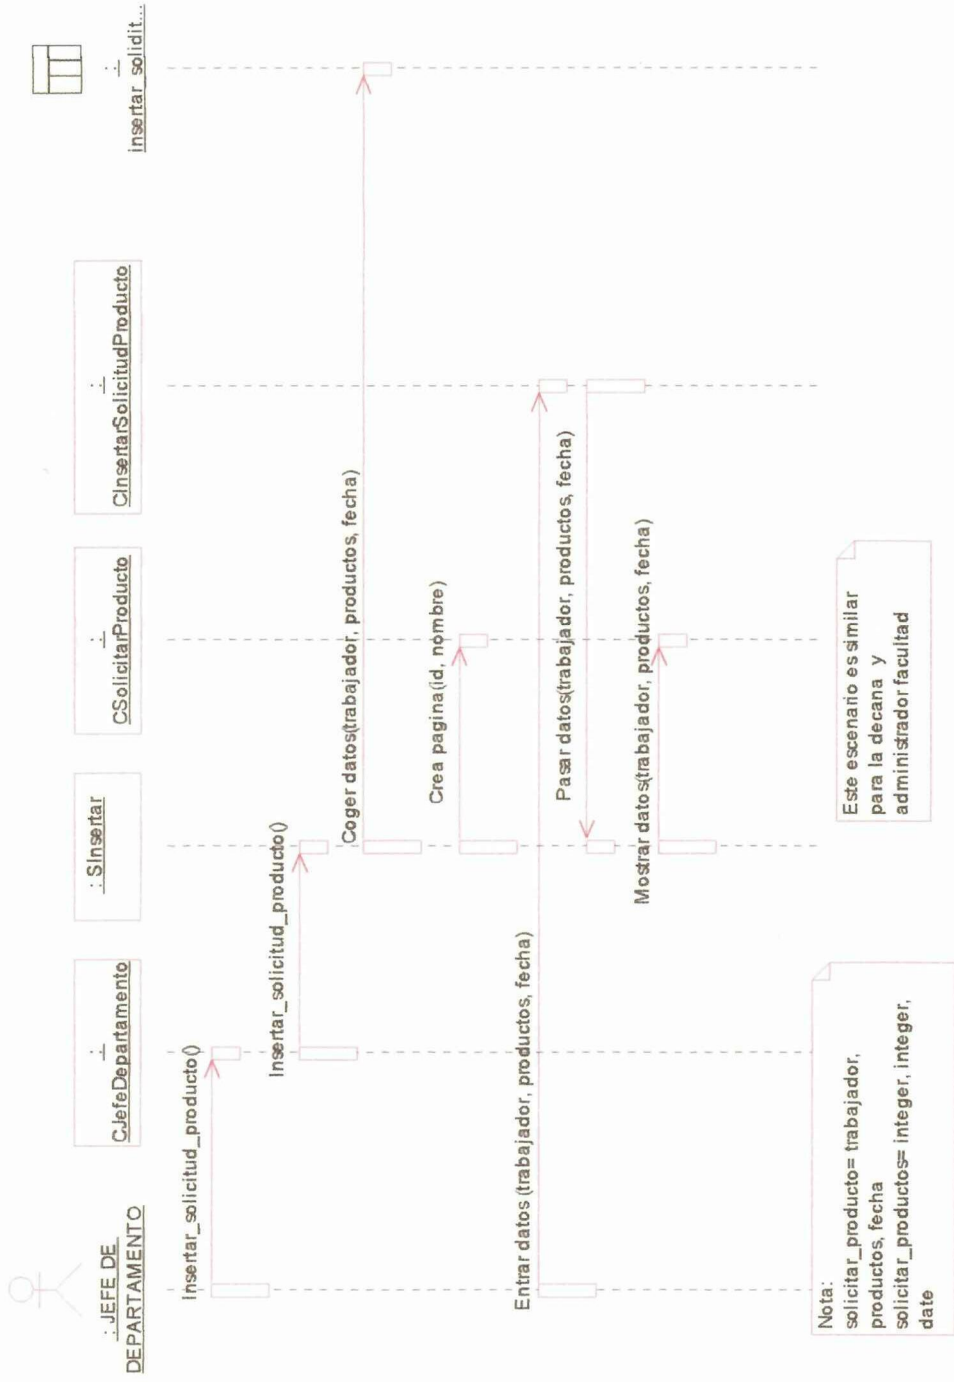 : JEFE DE
DEPARTAMENTO
:
CJefeDepartamento
: SInsertar
:
CSolicitarProducto
:
CInsertarSolicitudProducto
:
insertar_solidit...
Insertar_solicitud_producto()
Insertar_solicitud_producto()
Coger datos(trabajador, productos, fecha)
Crea pagina(id, nombre)
Entrar datos (trabajador, productos, fecha)
Pasar datos(trabajador, productos, fecha)
Mostrar datos(trabajador, productos, fecha)
Nota:
solicitar_producto= trabajador,
productos, fecha
solicitar_productos= integer, integer,
date
Este escenario es similar
para la decana y
administrador facultad